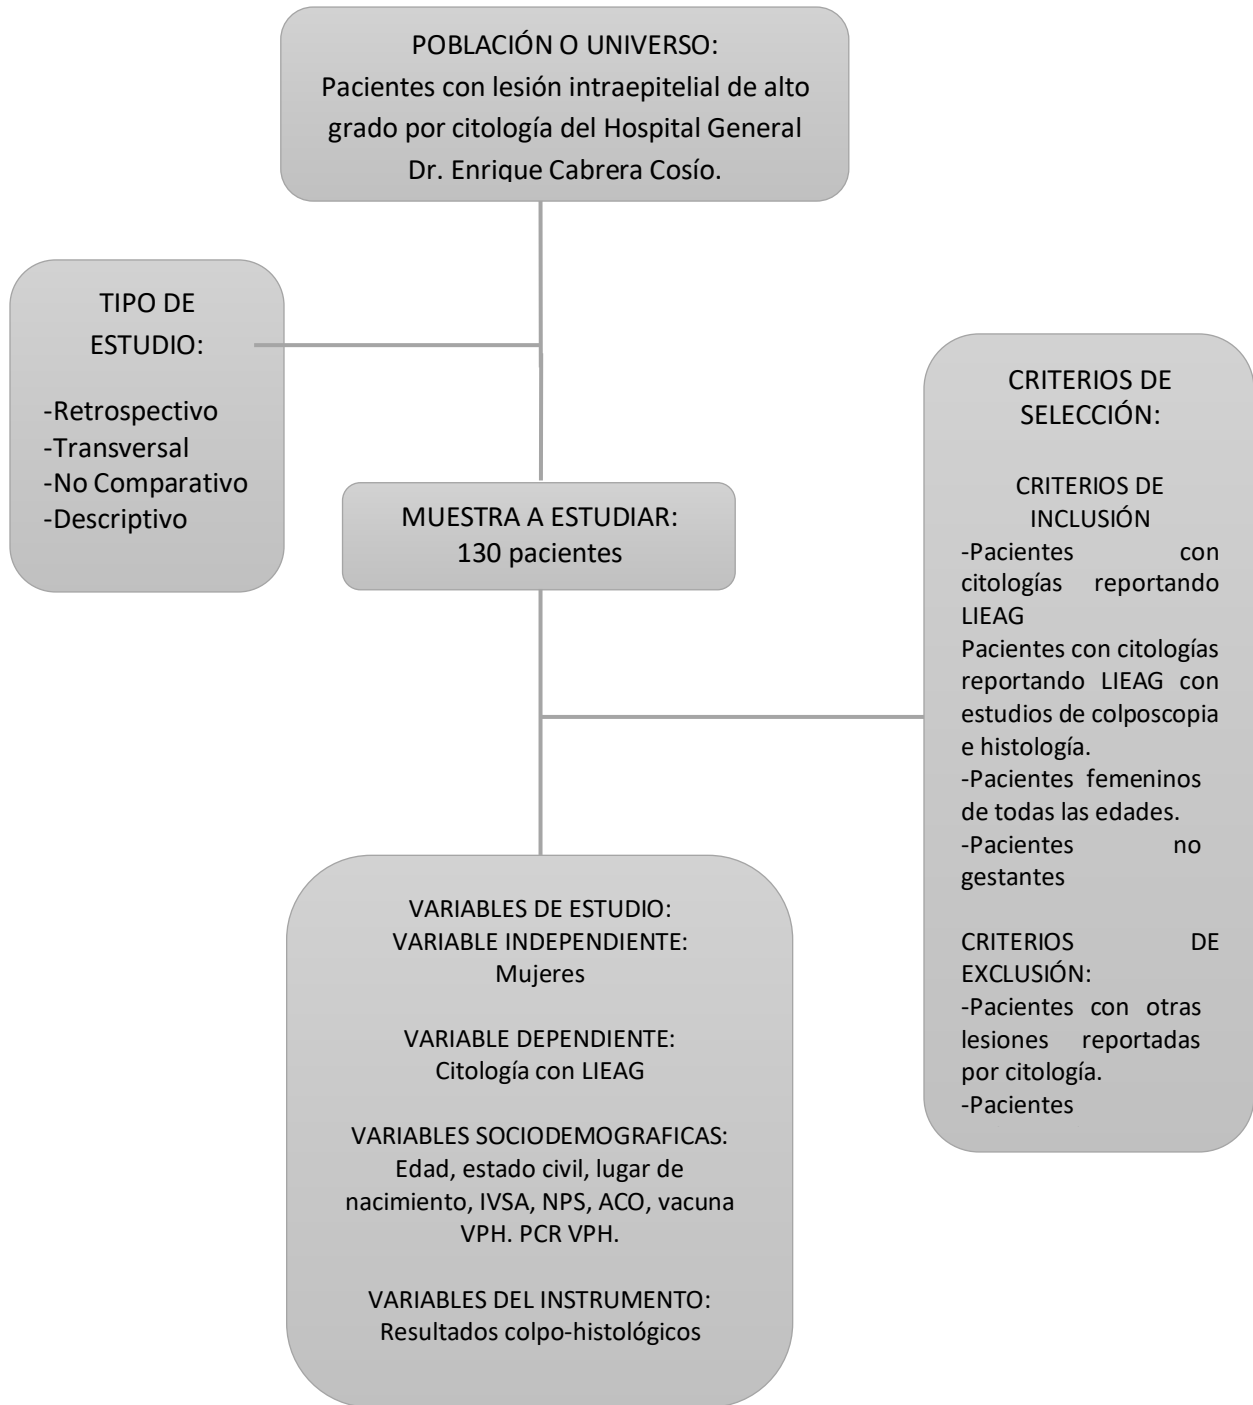 POBLACIÓN O UNIVERSO:
Pacientes con lesión intraepitelial de alto
grado por citología del Hospital General
Dr. Enrique Cabrera Cosío.
TIPO DE
ESTUDIO:
-Retrospectivo
-Transversal
-No Comparativo
-Descriptivo
MUESTRA A ESTUDIAR:
130 pacientes
CRITERIOS DE
SELECCIÓN:
CRITERIOS DE
INCLUSIÓN
-Pacientes con
citologías reportando
LIEAG
Pacientes con citologías
reportando LIEAG con
estudios de colposcopia
e histología.
-Pacientes femeninos
de todas las edades.
-Pacientes no
gestantes
CRITERIOS DE
EXCLUSIÓN:
-Pacientes con otras
lesiones reportadas
por citología.
-Pacientes
VARIABLES DE ESTUDIO:
VARIABLE INDEPENDIENTE:
Mujeres
VARIABLE DEPENDIENTE:
Citología con LIEAG
VARIABLES SOCIODEMOGRAFICAS:
Edad, estado civil, lugar de
nacimiento, IVSA, NPS, ACO, vacuna
VPH. PCR VPH.
VARIABLES DEL INSTRUMENTO:
Resultados colpo-histológicos